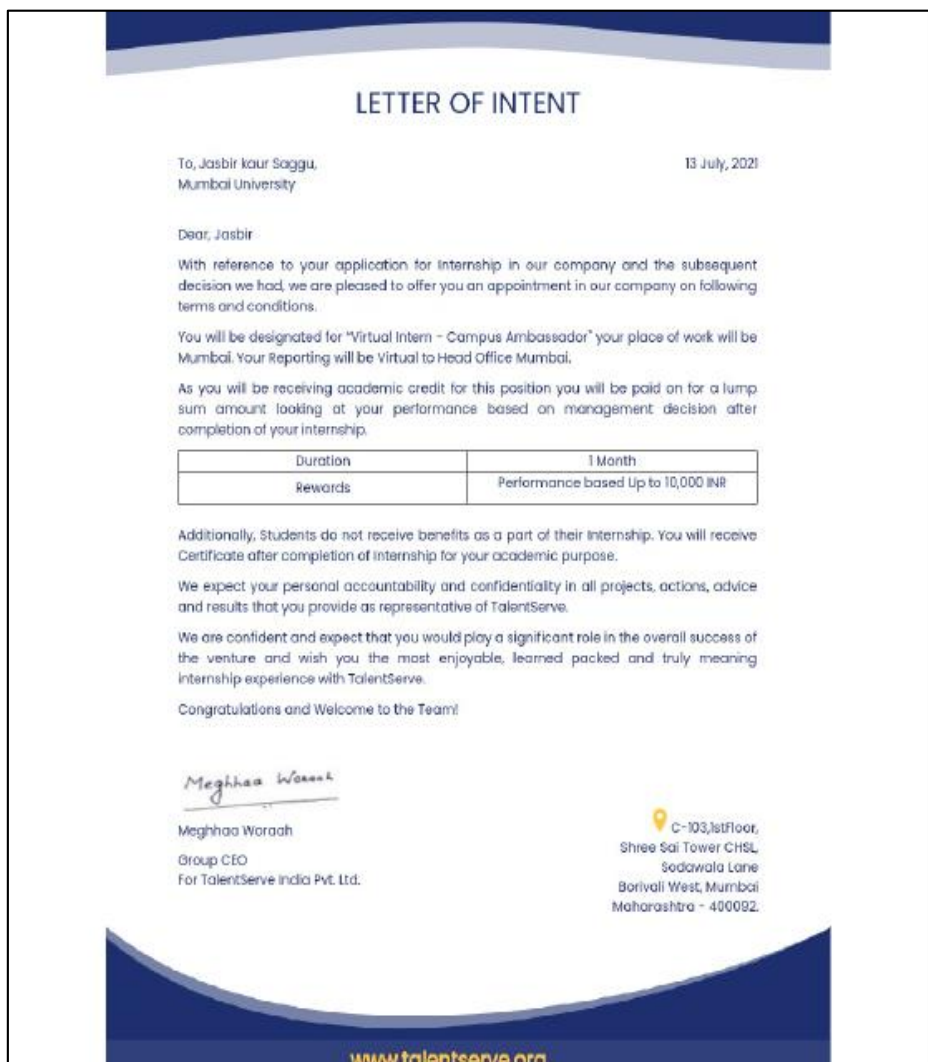 LETTER OF INTENT
To, Jasbir kaur Saggu,
13 July, 2021
Mumbai University
Dear, Jasbir
With reference to your application for Internship in our company and the subsequent
decision we had, we are pleased to offer you an appointment in our company on following
terms and conditions.
You will be designated for "Virtual Intern - Campus Ambassador" your place of work will be
Mumbai. Your Reporting will be Virtual to Head Office Mumbai.
As you will be receiving academic credit for this position you will be paid on for a lump
sum amount looking at your performance based on management decision after
completion of your internship.
Duration 1 Month
Rewards Performance based Up to 10,000 INR
Additionally, Students do not receive benefits as a part of their Internship. You will receive
Certificate after completion of Internship for your academic purpose.
We expect your personal accountability and confidentiality in all projects, actions, advice
and results that you provide as representative of TalentServe.
We are confident and expect that you would play a significant role in the overall success of
the venture and wish you the most enjoyable, learned packed and truly meaning
internship experience with TalentServe.
Congratulations and Welcome to the Team!
Meghhaa Woraah
Meghhaa Woraah
Group CEO
For TalentServe India Pvt. Ltd.
C-103,1stFloor,
Shree Sai Tower CHSL,
Sodawala Lane
Borivali West, Mumbai
Maharashtra - 400092.
www.talentserve.org